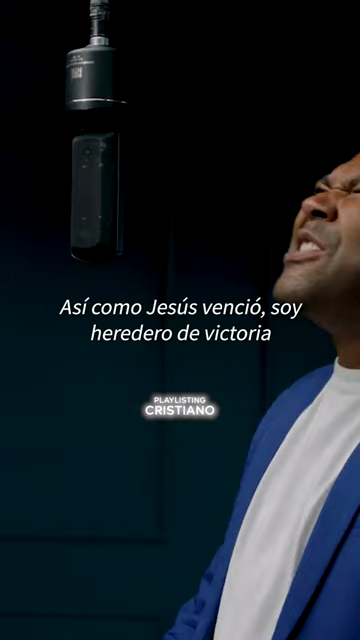 Así como Jesús venció, soy
heredero de victoria
PLAYLISTING
CRISTIANO